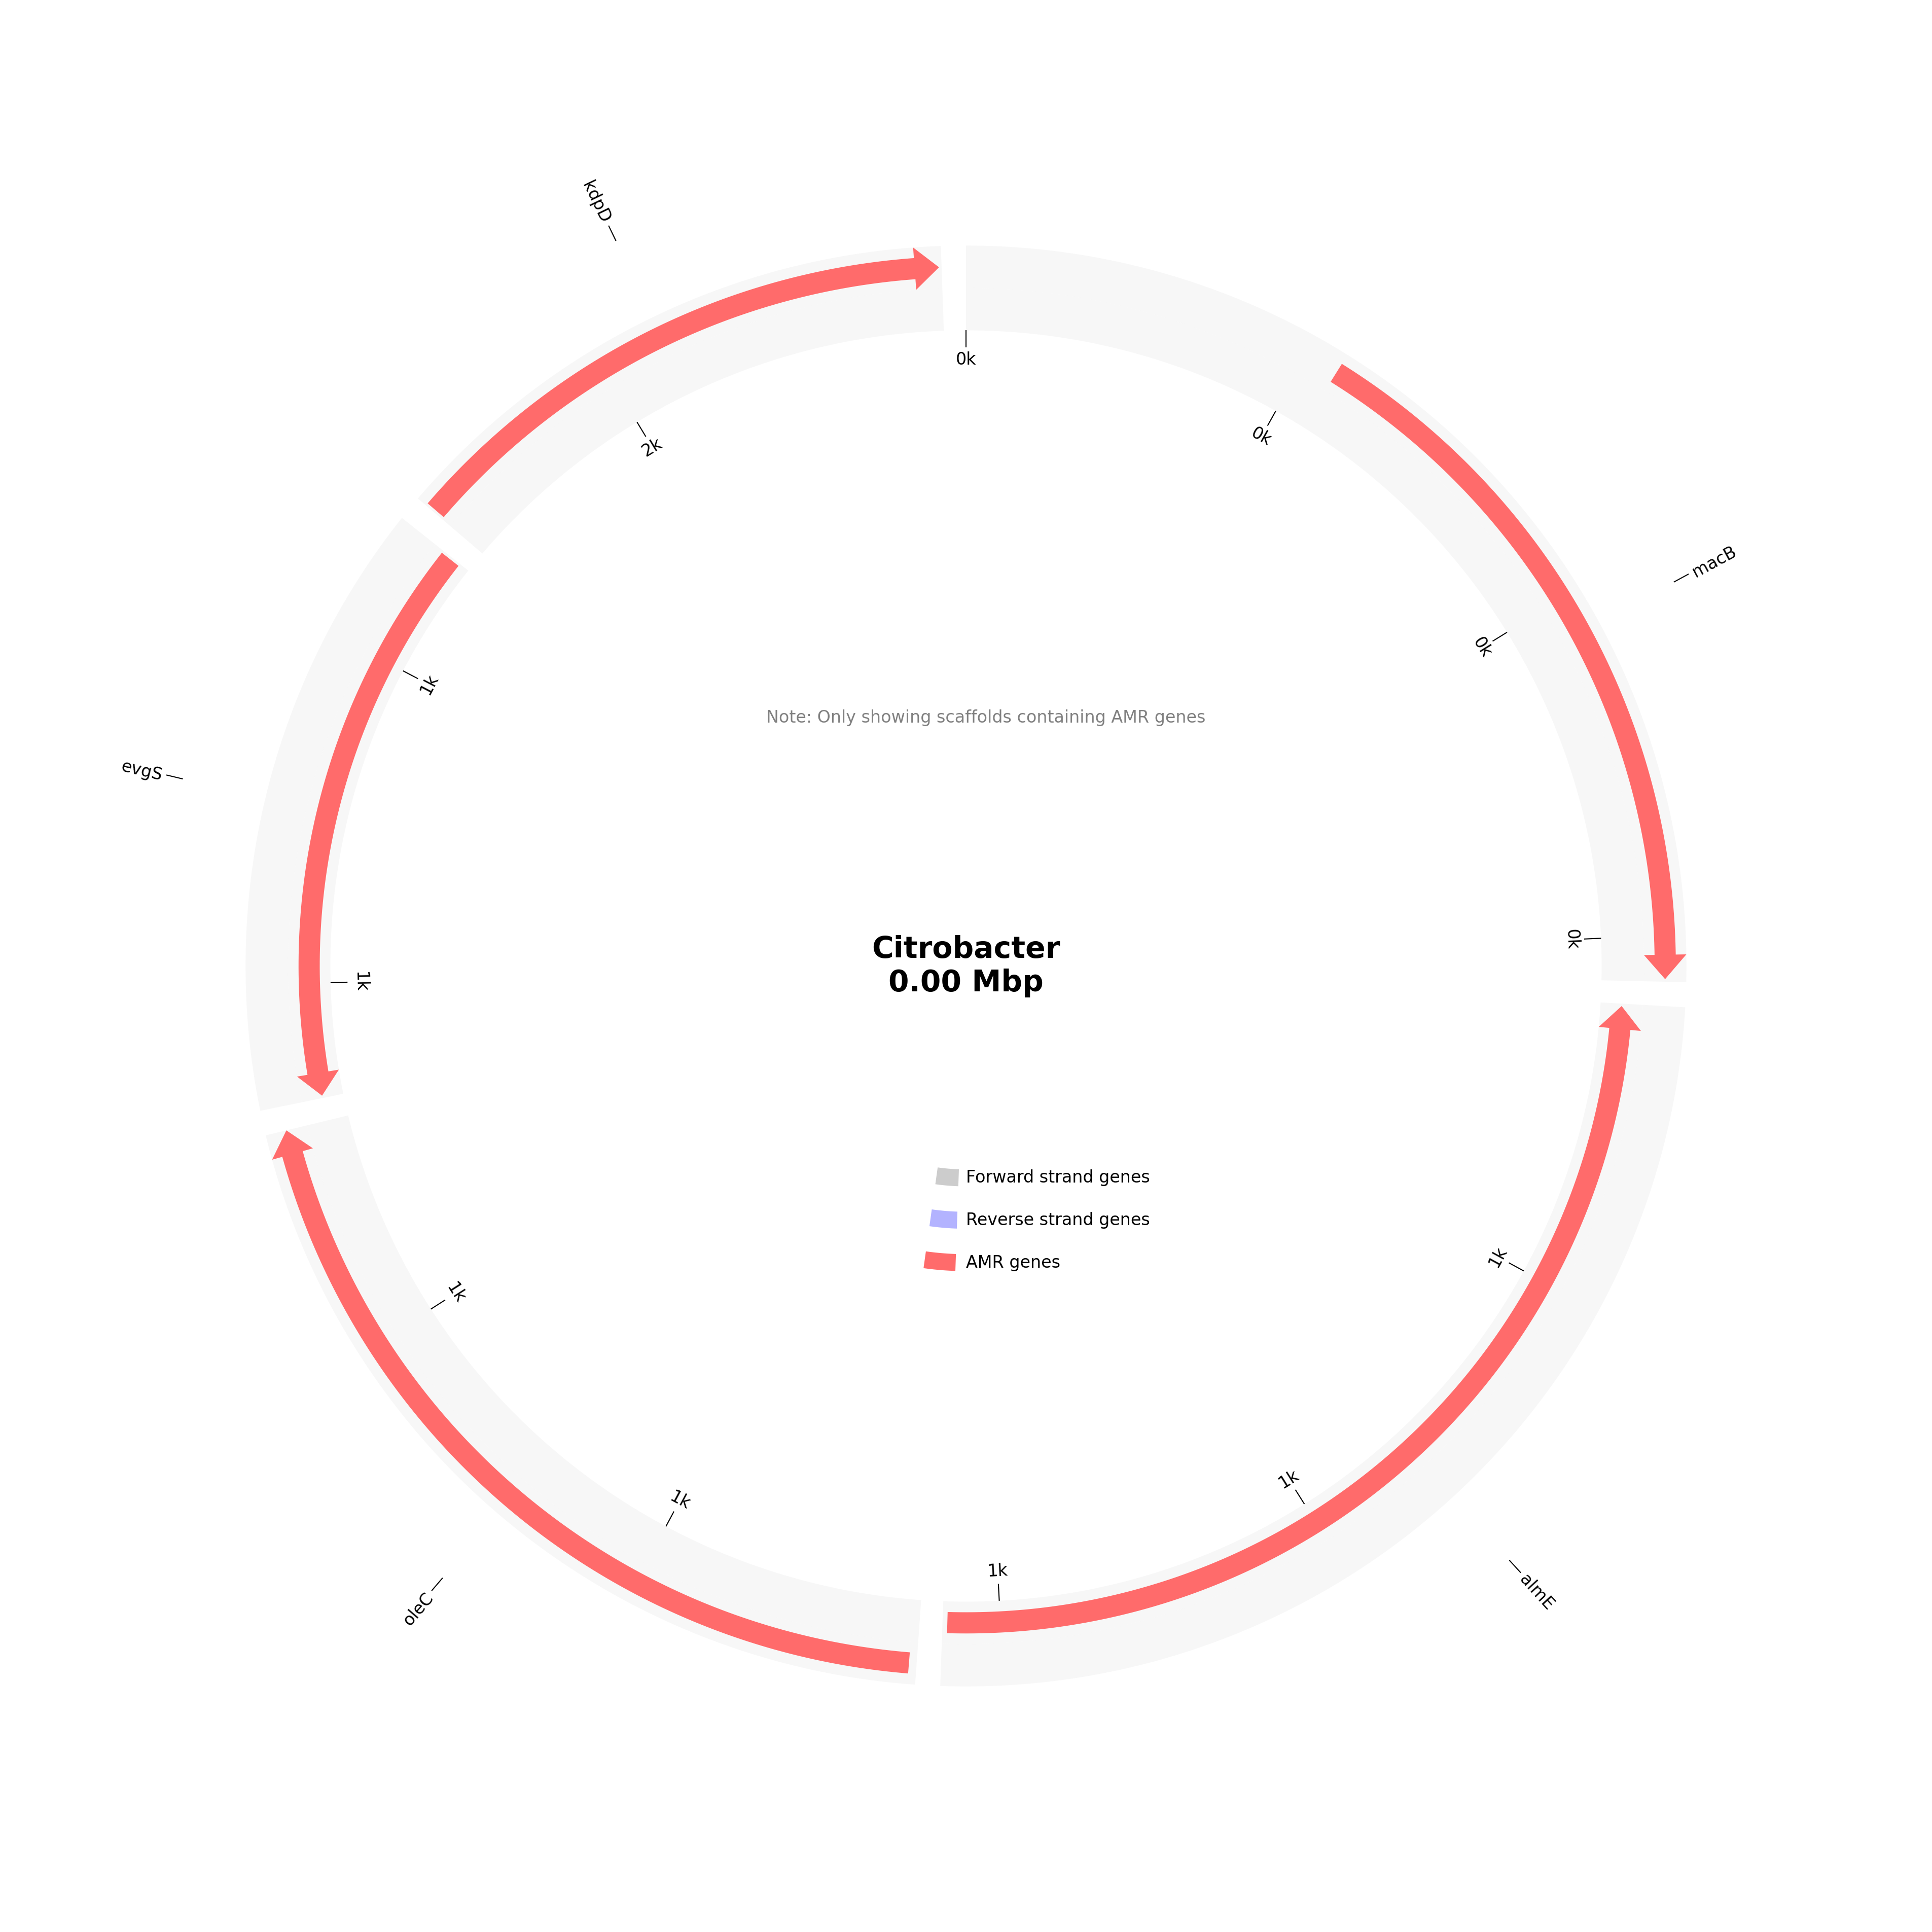 kdpD
0k
0k
2k
macB
0k
1k
Note: Only showing scaffolds containing AMR genes
evgS
0k
Citrobacter
0.00 Mbp
1k
Forward strand genes
Reverse strand genes
AMR genes
1k
1k
1k
1k
1k
almE
oleC